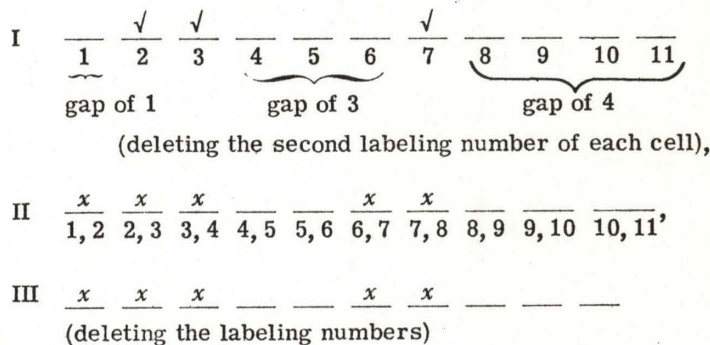 √ √ √
I 1 2 3 4 5 6 7 8 9 10 11
gap of 1 gap of 3 gap of 4
(deleting the second labeling number of each cell),
x x x x x
II 1, 2 2, 3 3, 4 4, 5 5, 6 6, 7 7, 8 8, 9 9, 10 10, 11,
III x x x x x
(deleting the labeling numbers)